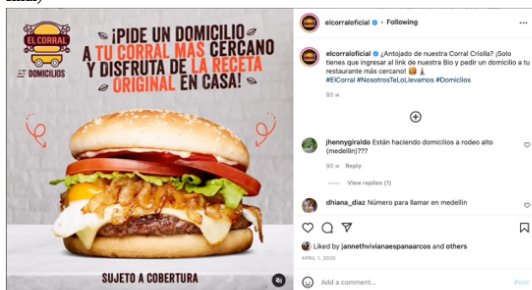 EL CORRAL
DOMICILIOS
¡PIDE UN DOMICILIO
A TU CORRAL MÁS CERCANO
Y DISFRUTA DE LA RECETA
ORIGINAL EN CASA!
SUJETO A COBERTURA
elcorraloficial • Following
elcorraloficial ¿Antojado de nuestra Corral Criolla? ¡Solo
tienes que ingresar al link de nuestra Bio y pedir un domicilio a tu
restaurante más cercano!
#ElCorral #NosotrosTeLoLlevamos #Domicilios
93 w
jhennygiraldo Están haciendo domicilios a rodeo alto
(medellin)???
93 w Reply
View replies (1)
dhiana_diaz Número para llamar en medellin
Liked by jannethvivianaespanaarcos and others
APRIL 1, 2020
Add a comment...
Post